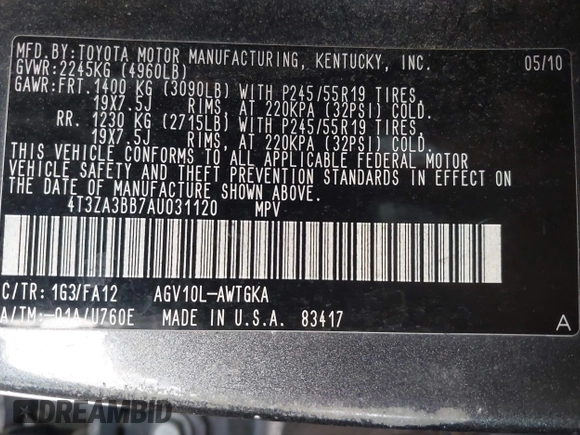 MFD.BY:TOYOTA MOTOR MANUFACTURING, KENTUCKY, INC. 05/10
GVWR:2245KG (4960LB)
GAWR:FRT. 1400 KG (3090LB) WITH P245/55R19 TIRES,
19X7.5J RIMS, AT 220KPA (32PSI) COLD.
RR. 1230 KG (2715LB) WITH P245/55R19 TIRES,
19X7.5J RIMS, AT 220KPA (32PSI) COLD.
THIS VEHICLE CONFORMS TO ALL APPLICABLE FEDERAL MOTOR
VEHICLE SAFETY AND THEFT PREVENTION STANDARDS IN EFFECT ON
THE DATE OF MANUFACTURE SHOWN ABOVE.
4T3ZA3BB7AU031120 MPV
C/TR: 1G3/FA12 AGV10L-AWTGKA
A/TM:-01A/U760E MADE IN U.S.A. 83417 A
DREAMBID